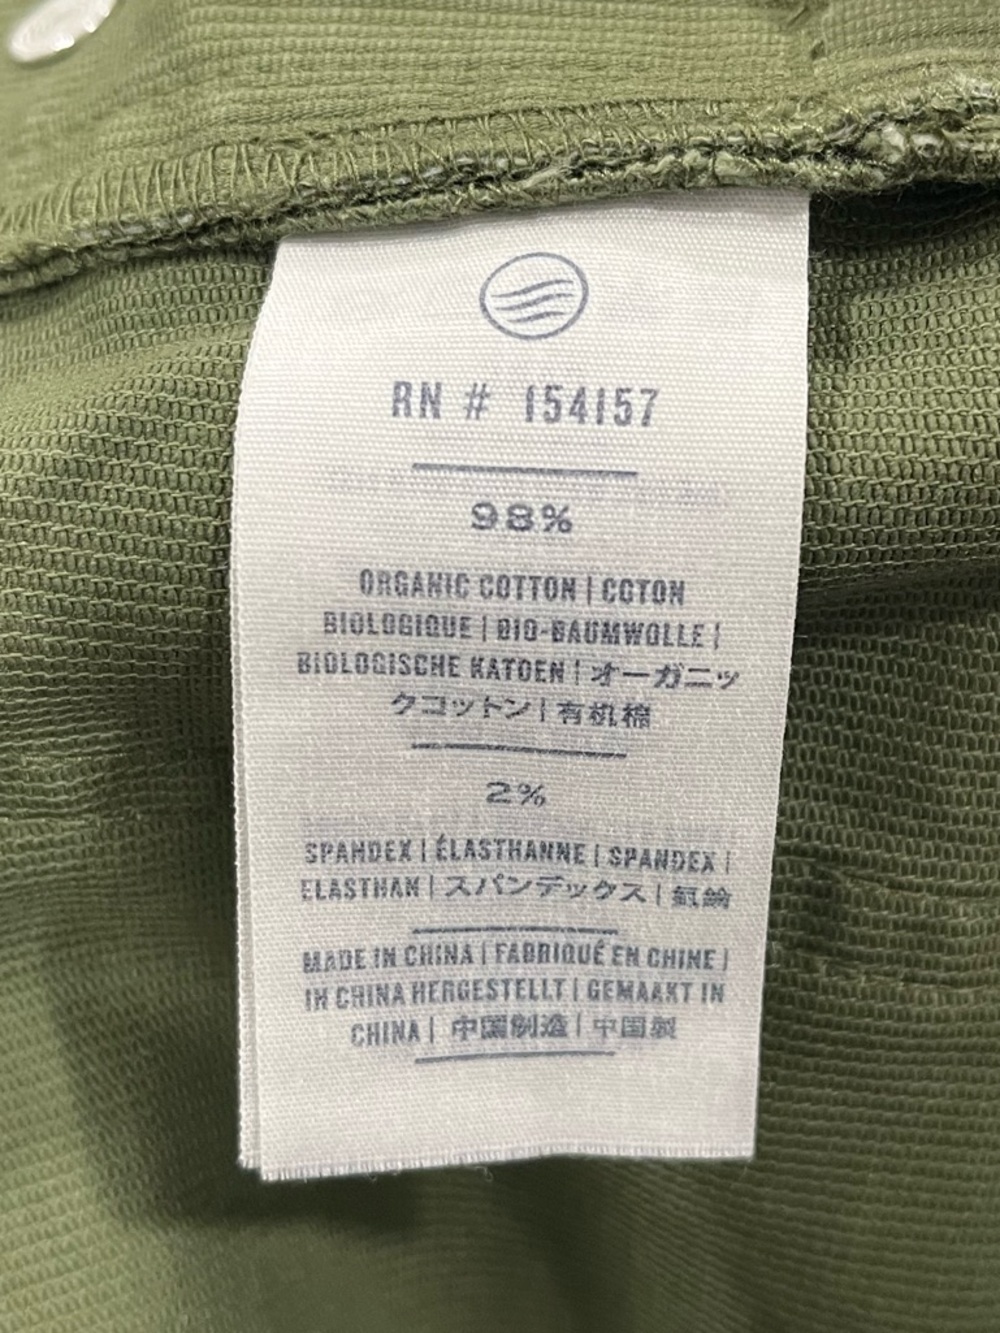 RN # 154157
98%
ORGANIC COTTON | COTON
BIOLOGIQUE | BIO-BAUMWOLLE |
BIOLOGISCHE KATOEN | オーガニッ
クコットン | 有机棉
2%
SPANDEX | ÉLASTHANNE | SPANDEX |
ELASTHAN | スパンデックス | 氨綸
MADE IN CHINA | FABRIQUÉ EN CHINE |
IN CHINA HERGESTELLT | GEMAAKT IN
CHINA | 中国制造 | 中国製